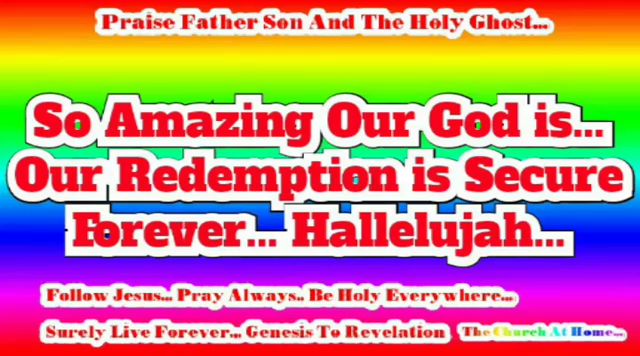 Praise Father Son And The Holy Ghost...
So Amazing Our God is...
Our Redemption is Secure
Forever... Hallelujah...
Follow Jesus... Pray Always.. Be Holy Everywhere...
Surely Live Forever... Genesis To Revelation The Church At Home...